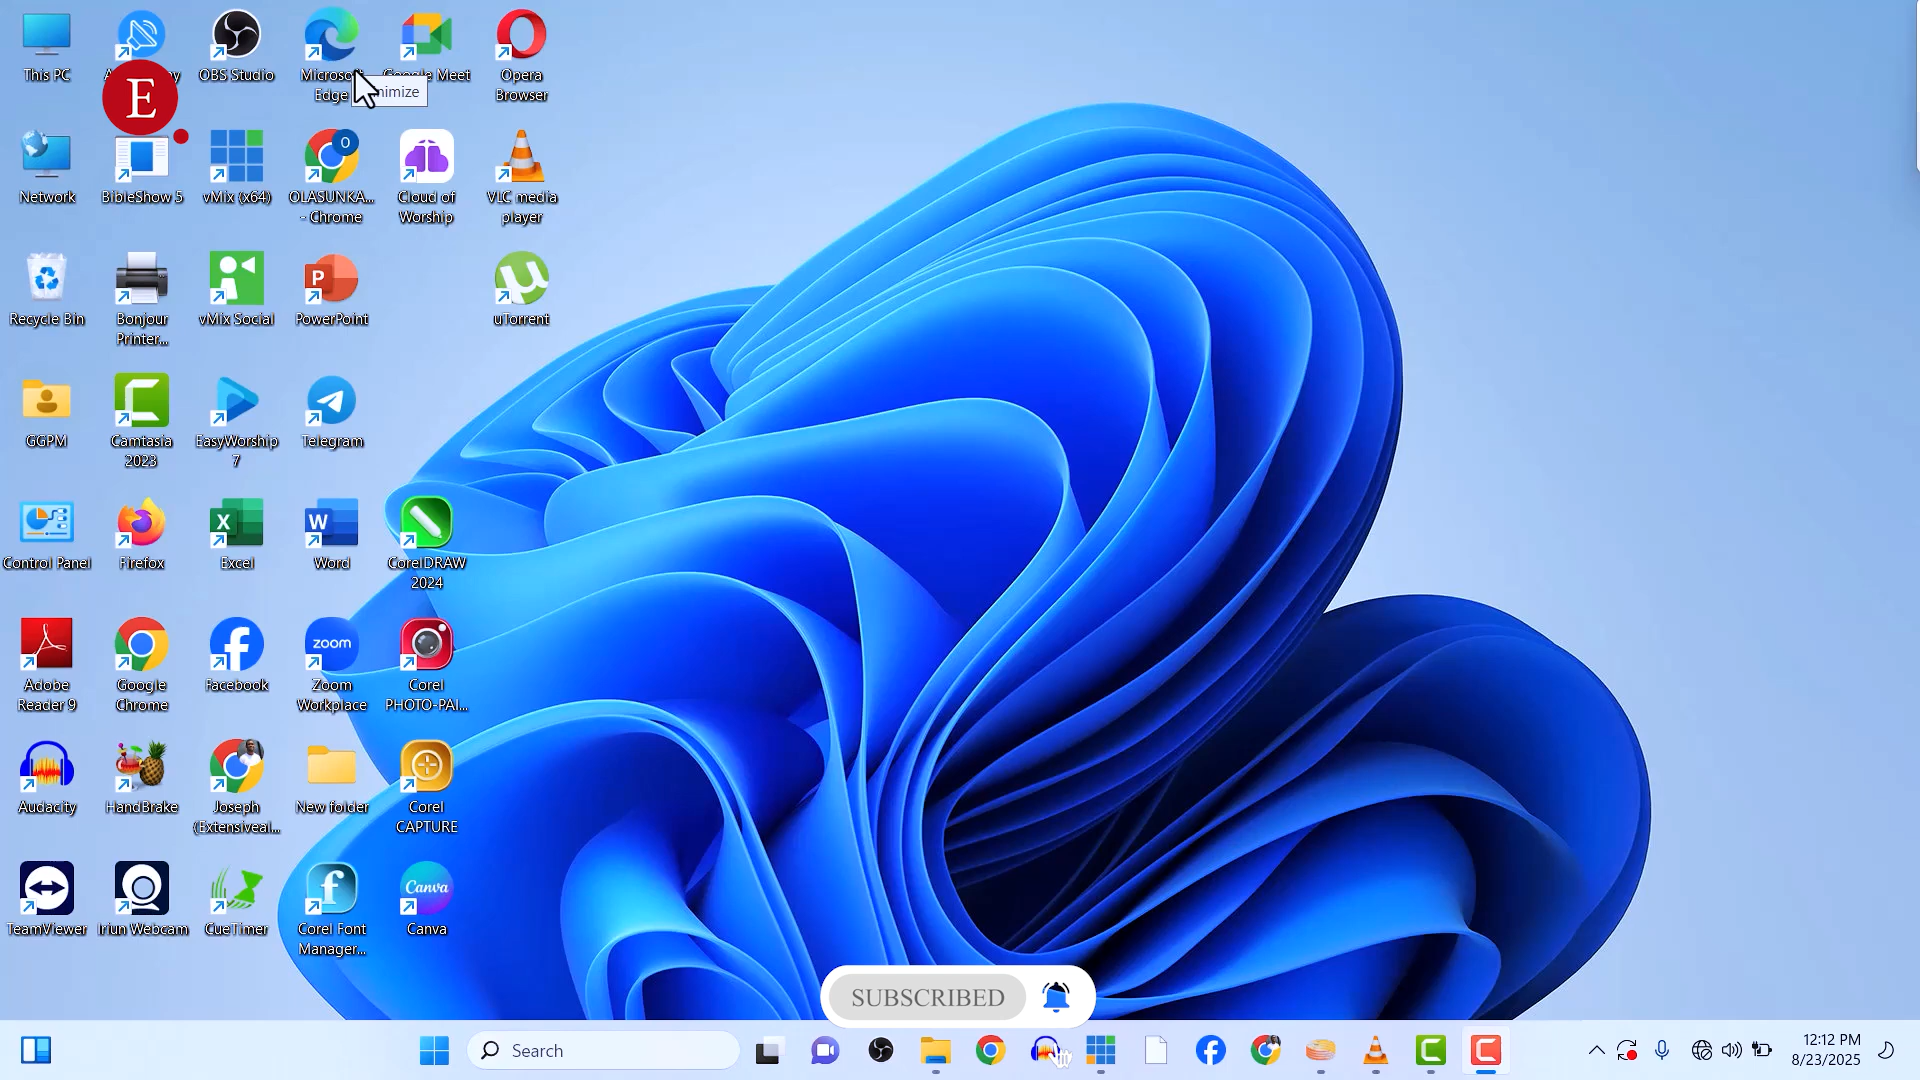 This PC
OBS Studio
Microsoft
Edge
Google Meet
Opera
Browser
E
Network
BibleShow 5
vMix (x64)
O
OLASUNKA...
- Chrome
Cloud of
Worship
VLC media
player
Recycle Bin
Bonjour
Printer...
vMix Social
P
PowerPoint
µ
uTorrent
GGPM
C
Camtasia
2023
EasyWorship
7
Telegram
Control Panel
Firefox
X
Excel
W
Word
CorelDRAW
2024
Adobe
Reader 9
Google
Chrome
Facebook
zoom
Zoom
Workplace
Corel
PHOTO-PAI...
Audacity
HandBrake
Joseph
(Extensiveal...
New folder
Corel
CAPTURE
TeamViewer
Iriun Webcam
CueTimer
f
Corel Font
Manager...
Canva
Canva
SUBSCRIBED
Search
12:12 PM
8/23/2025